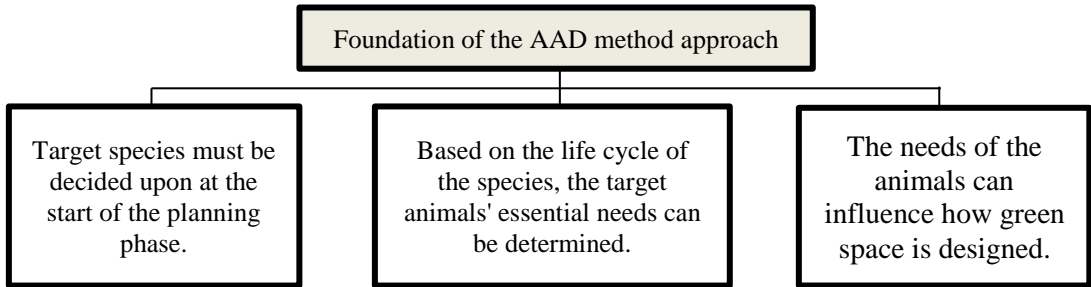 Foundation of the AAD method approach
Target species must be
decided upon at the
start of the planning
phase.
Based on the life cycle of
the species, the target
animals' essential needs can
be determined.
The needs of the
animals can
influence how green
space is designed.